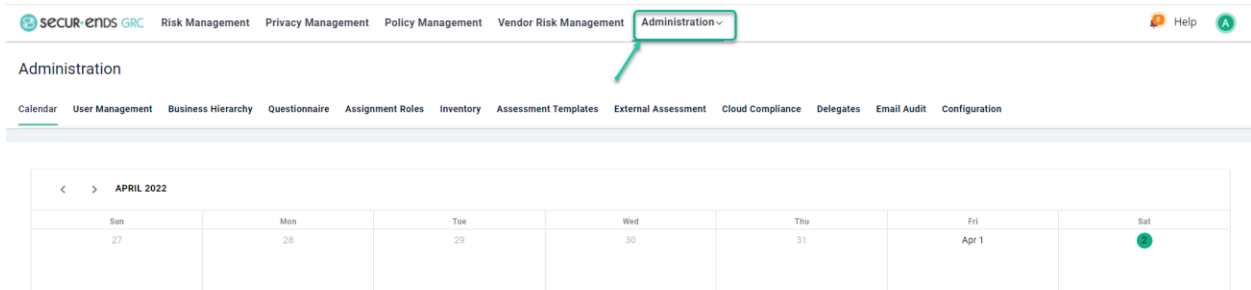 SECUR-ENDS GRC Risk Management Privacy Management Policy Management Vendor Risk Management Administration Help A
Administration
Calendar User Management Business Hierarchy Questionnaire Assignment Roles Inventory Assessment Templates External Assessment Cloud Compliance Delegates Email Audit Configuration
< > APRIL 2022
Sun Mon Tue Wed Thu Fri Sat
27 28 29 30 31 Apr 1 2